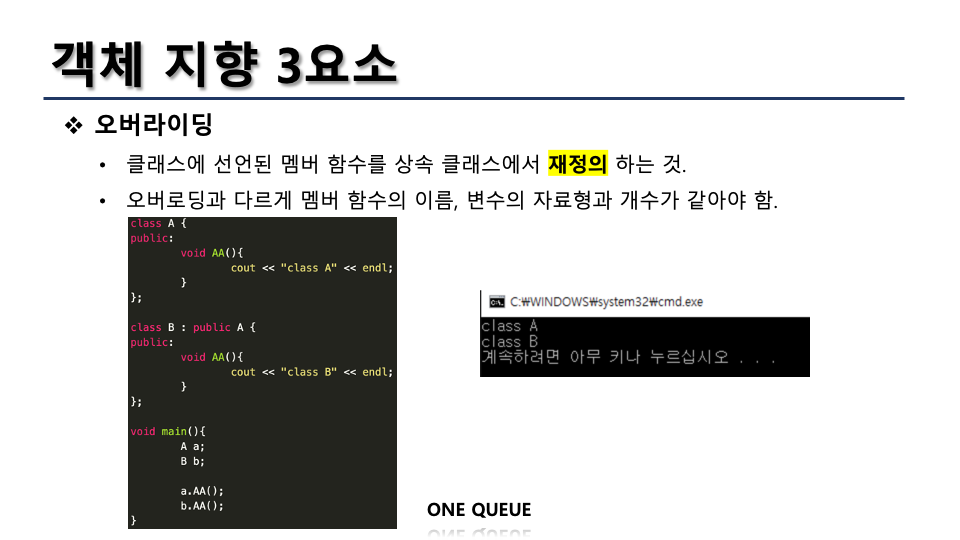 객체 지향 3요소
❖ 오버라이딩
• 클래스에 선언된 멤버 함수를 상속 클래스에서 재정의 하는 것.
• 오버로딩과 다르게 멤버 함수의 이름, 변수의 자료형과 개수가 같아야 함.
class A {
public:
        void AA(){
                cout << "class A" << endl;
        }
};

class B : public A {
public:
        void AA(){
                cout << "class B" << endl;
        }
};

void main(){
        A a;
        B b;

        a.AA();
        b.AA();
}
C:₩WINDOWS₩system32₩cmd.exe
class A
class B
계속하려면 아무 키나 누르십시오 . . .
ONE QUEUE